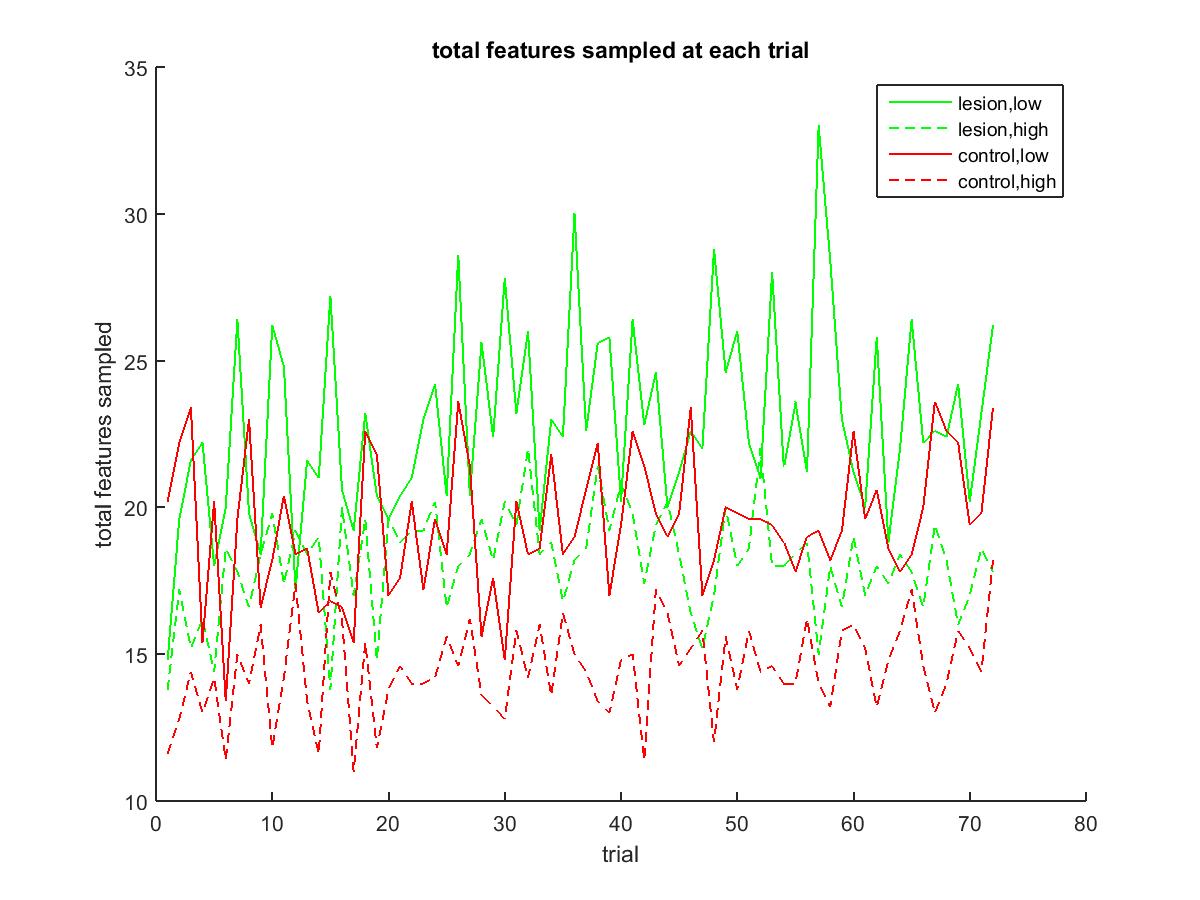 total features sampled at each trial
35
30
25
20
15
10
total features sampled
lesion,low
lesion,high
control,low
control,high
0 10 20 30 40 50 60 70 80
trial